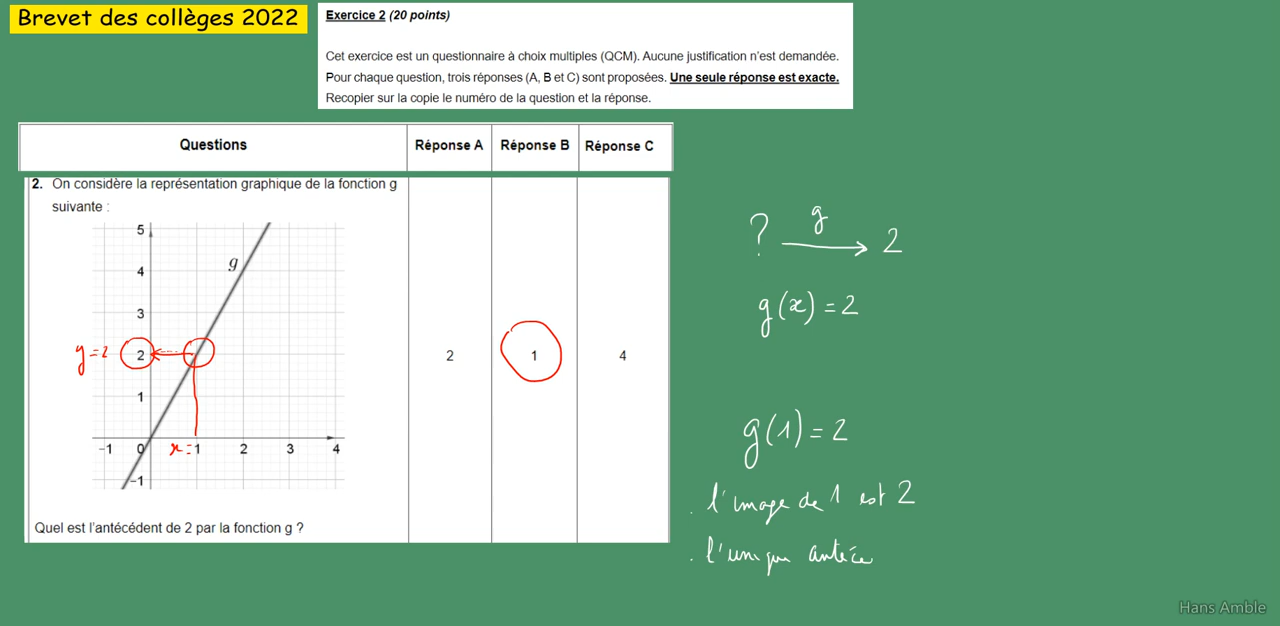 Brevet des collèges 2022
Exercice 2 (20 points)
Cet exercice est un questionnaire à choix multiples (QCM). Aucune justification n'est demandée.
Pour chaque question, trois réponses (A, B et C) sont proposées. Une seule réponse est exacte.
Recopier sur la copie le numéro de la question et la réponse.
Questions Réponse A Réponse B Réponse C
2. On considère la représentation graphique de la fonction g
suivante :
5
4
g
3
y=2 2
1
-1 0 x=1 2 3 4
-1
2 1 4
Quel est l'antécédent de 2 par la fonction g ?
? g → 2
g(x) = 2
g(1) = 2
. l'image de 1 est 2
. l'unique antéce
Hans Amble